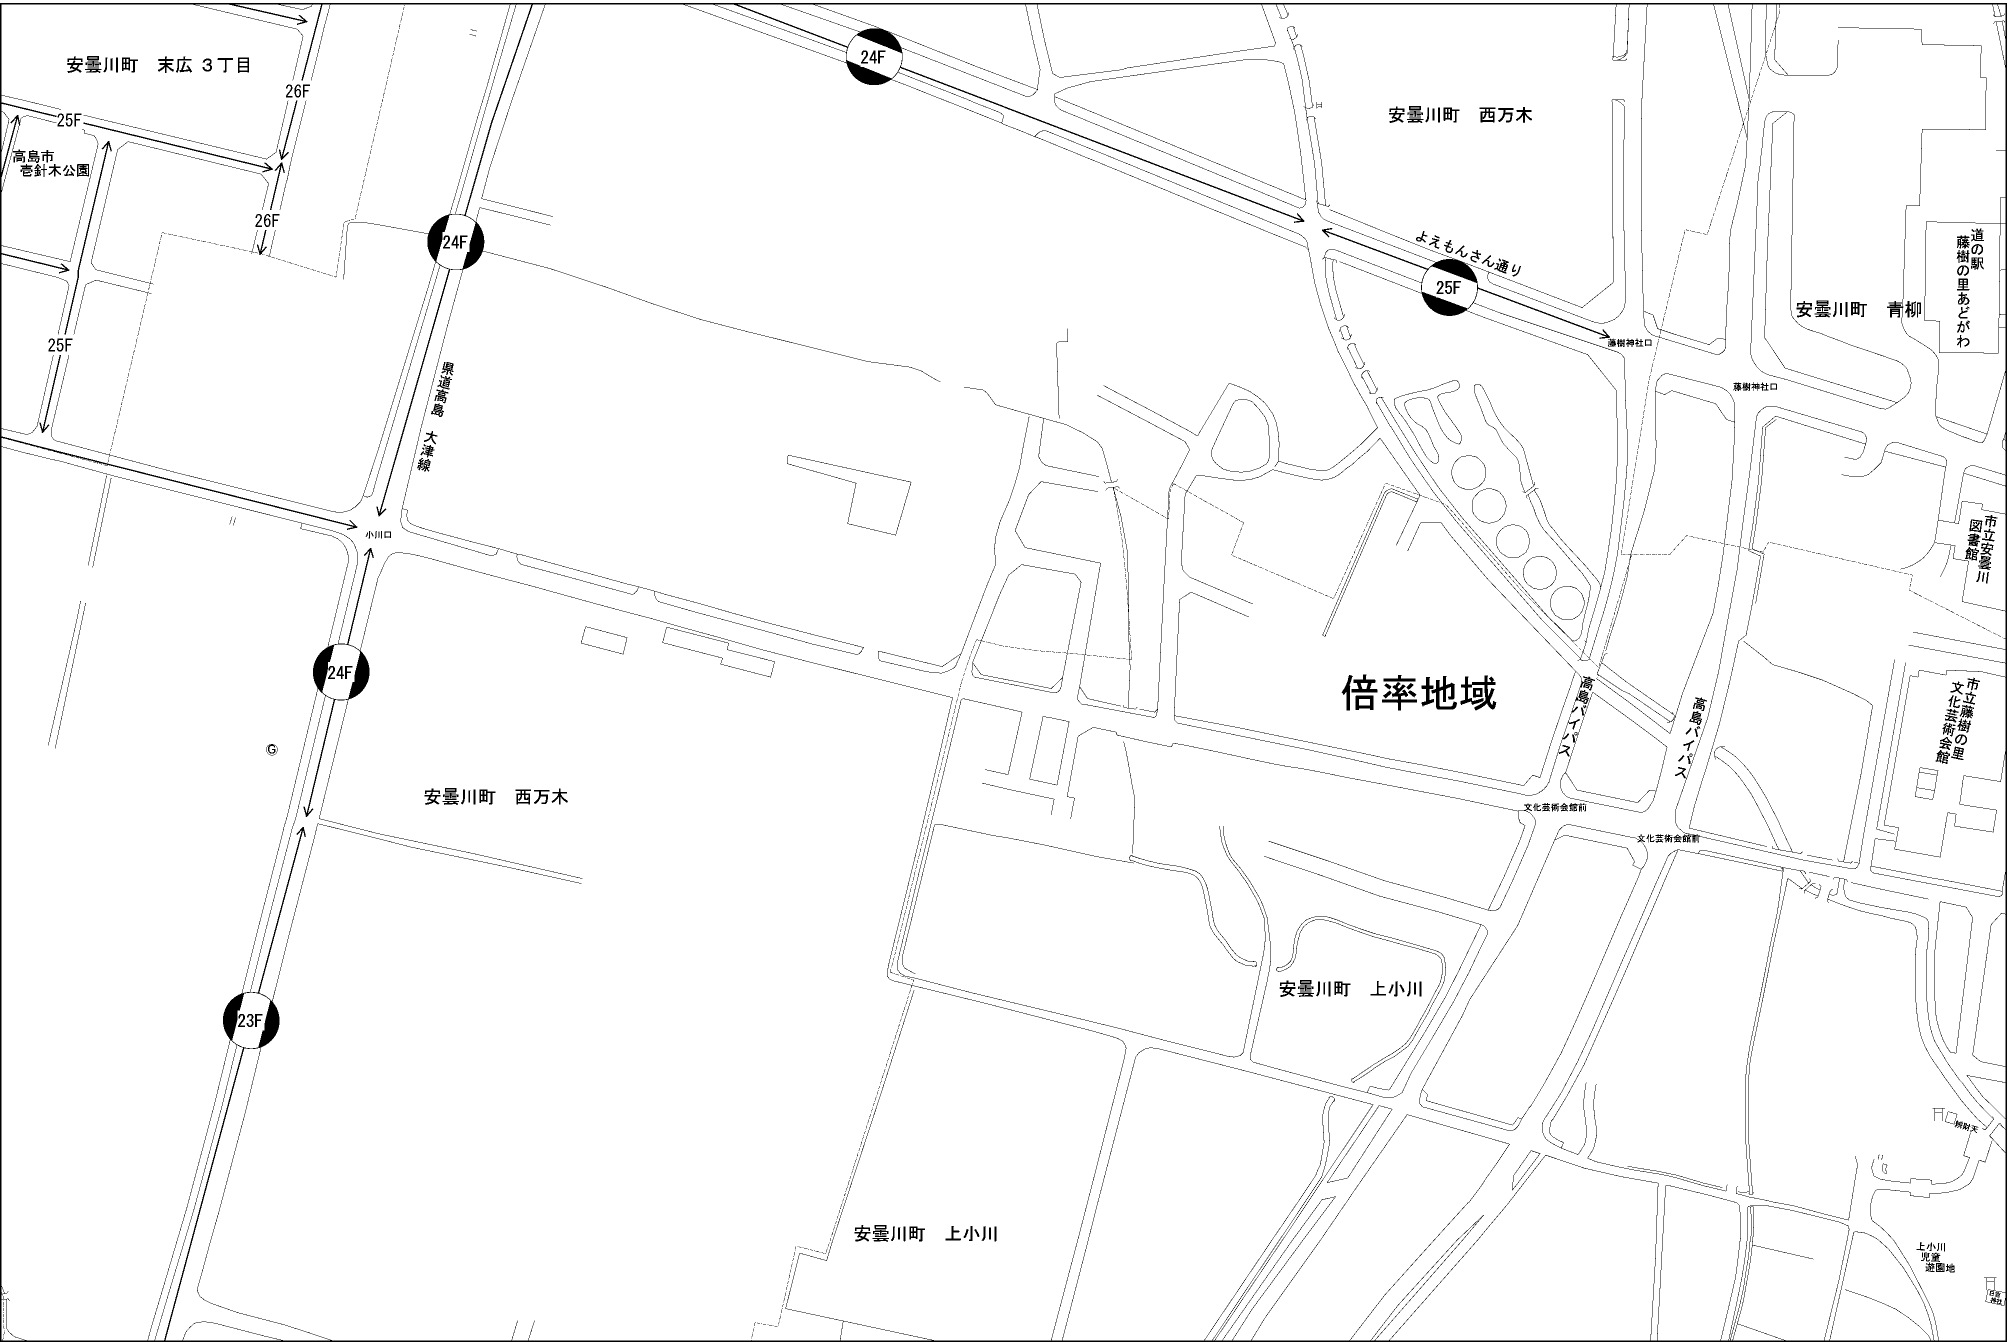 安曇川町　末広 3丁目
24F
26F
25F
安曇川町　西万木
高島市
壱針木公園
26F
24F
よえもんさん通り
道の駅
藤樹の里あどがわ
25F
安曇川町　青柳
25F
藤樹神社口
県道高島　大津線
藤樹神社口
小川口
市立安曇川
図書館
24F
倍率地域
高島バイパス
高島バイパス
市立藤樹の里
文化芸術会館
G
安曇川町　西万木
文化芸術会館前
文化芸術会館前
安曇川町　上小川
23F
辨財天
安曇川町　上小川
上小川
児童
遊園地